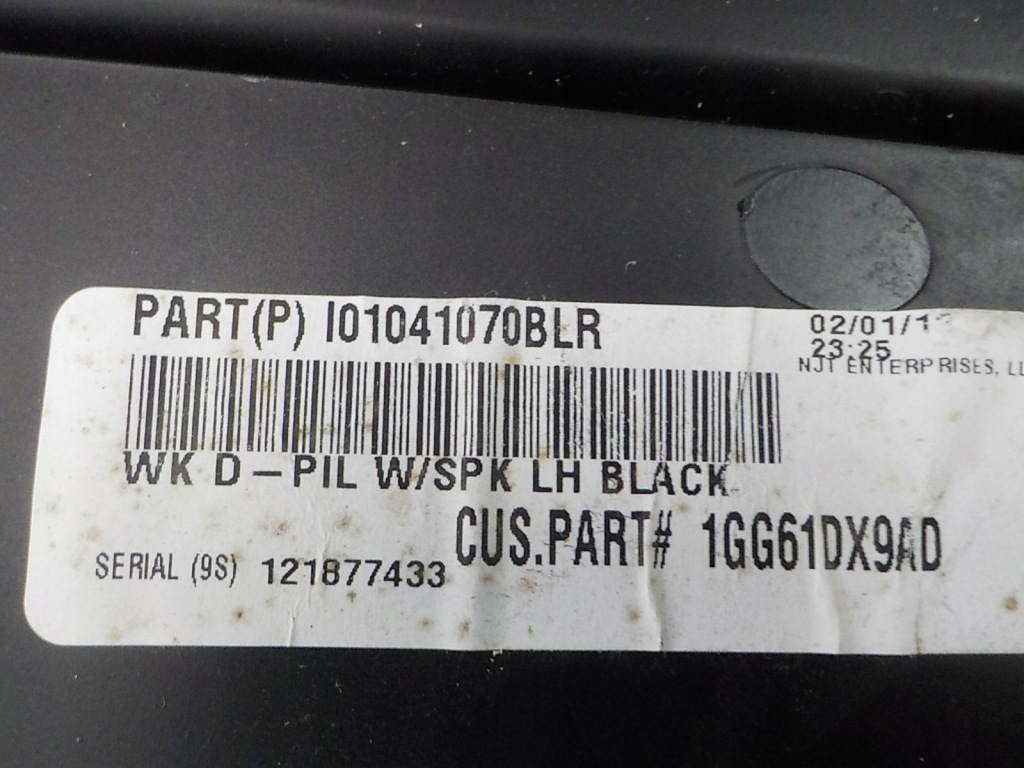 PART(P) I01041070BLR
02/01/1
23:25
NJT ENTERPRISES, LL
WK D-PIL W/SPK LH BLACK
CUS.PART# 1GG61DX9AD
SERIAL (9S) 121877433